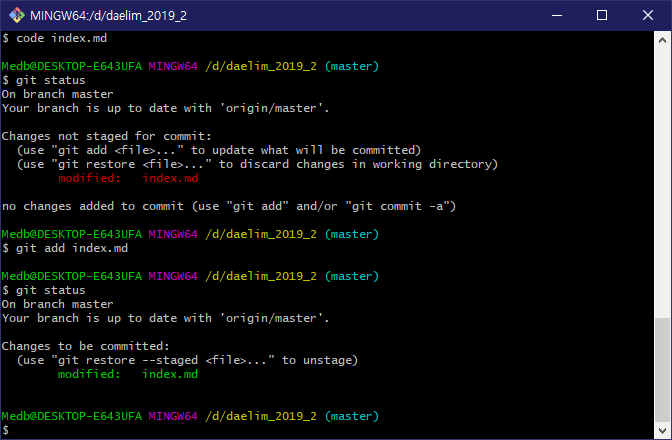 MINGW64:/d/daelim_2019_2
$ code index.md
Medb@DESKTOP-E643UFA MINGW64 /d/daelim_2019_2 (master)
$ git status
On branch master
Your branch is up to date with 'origin/master'.
Changes not staged for commit:
  (use "git add <file>..." to update what will be committed)
  (use "git restore <file>..." to discard changes in working directory)
        modified:   index.md
no changes added to commit (use "git add" and/or "git commit -a")
Medb@DESKTOP-E643UFA MINGW64 /d/daelim_2019_2 (master)
$ git add index.md
Medb@DESKTOP-E643UFA MINGW64 /d/daelim_2019_2 (master)
$ git status
On branch master
Your branch is up to date with 'origin/master'.
Changes to be committed:
  (use "git restore --staged <file>..." to unstage)
        modified:   index.md
Medb@DESKTOP-E643UFA MINGW64 /d/daelim_2019_2 (master)
$